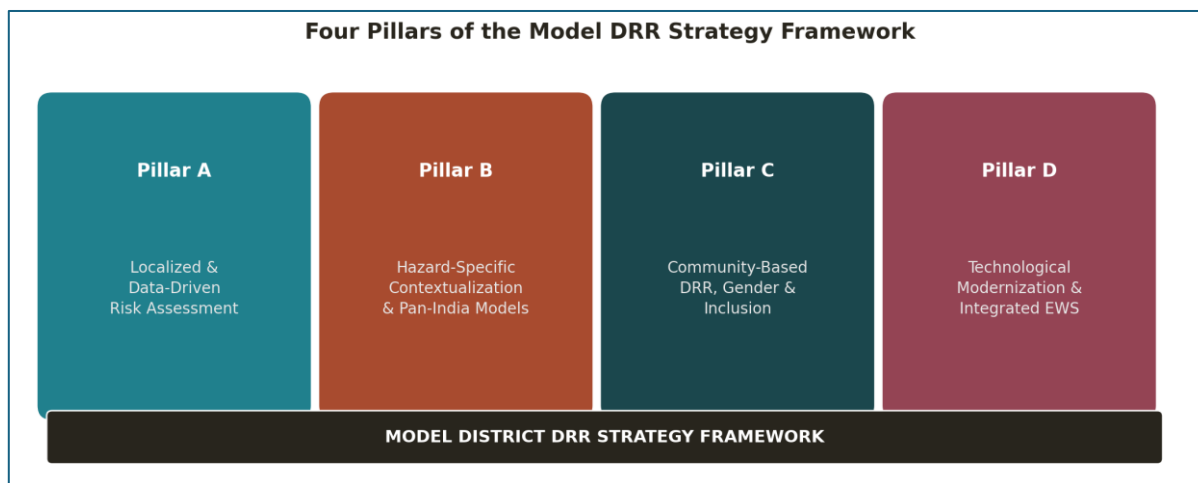 Four Pillars of the Model DRR Strategy Framework
Pillar A
Localized &
Data-Driven
Risk Assessment
Pillar B
Hazard-Specific
Contextualization
& Pan-India Models
Pillar C
Community-Based
DRR, Gender &
Inclusion
Pillar D
Technological
Modernization &
Integrated EWS
MODEL DISTRICT DRR STRATEGY FRAMEWORK